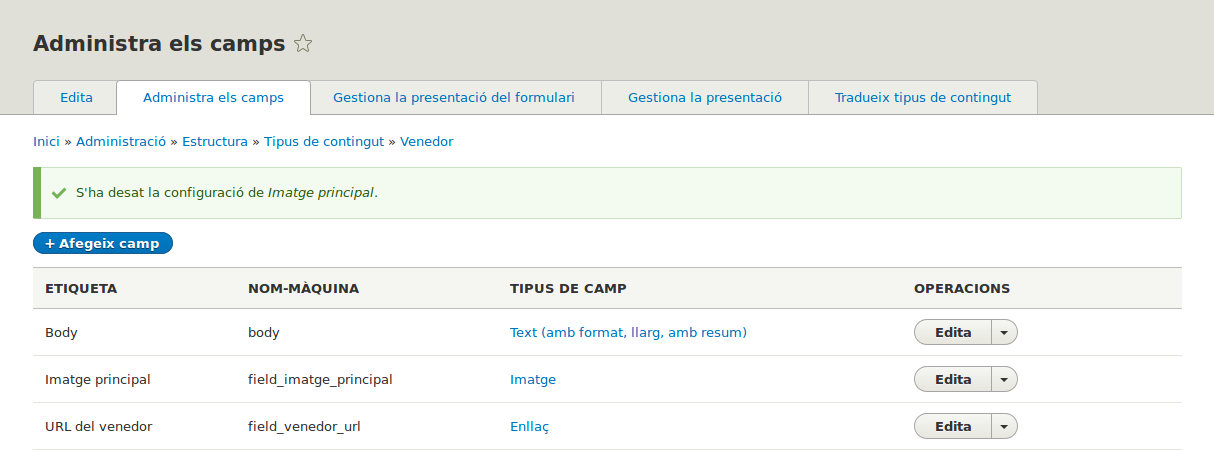 Administra els camps
Edita Administra els camps Gestiona la presentació del formulari Gestiona la presentació Tradueix tipus de contingut
Inici » Administració » Estructura » Tipus de contingut » Venedor
S'ha desat la configuració de Imatge principal.
+ Afegeix camp
ETIQUETA NOM-MÀQUINA TIPUS DE CAMP OPERACIONS
Body body Text (amb format, llarg, amb resum) Edita
Imatge principal field_imatge_principal Imatge Edita
URL del venedor field_venedor_url Enllaç Edita